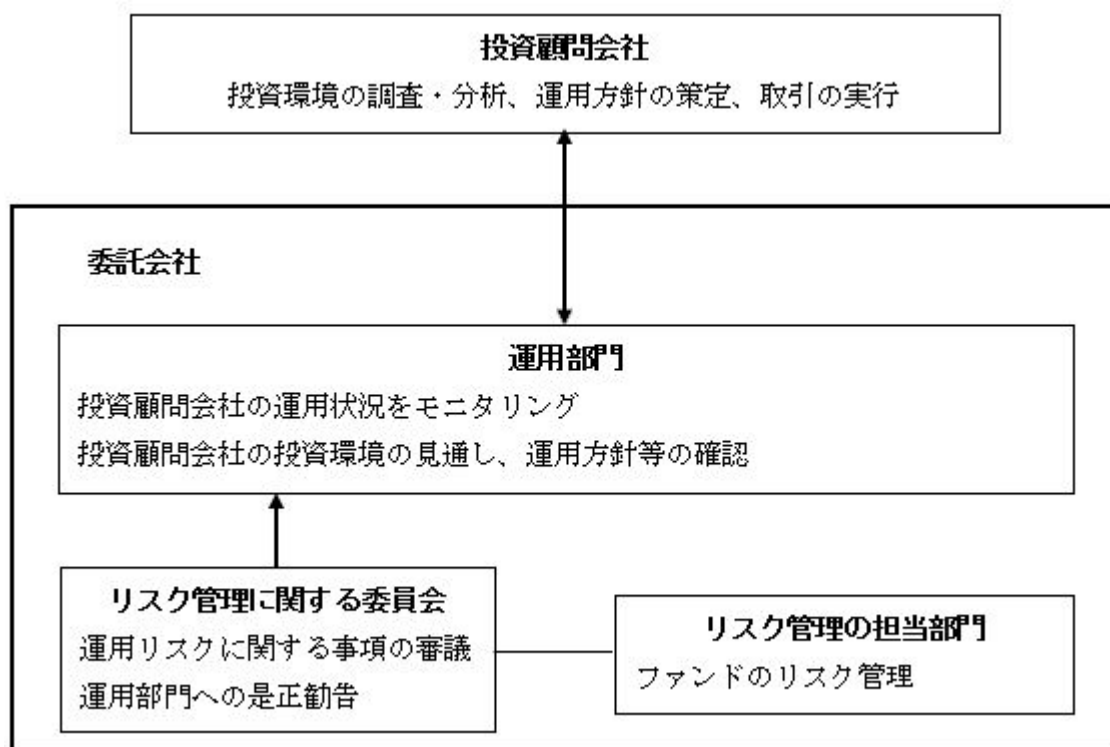 投資顧問会社
投資環境の調査・分析、運用方針の策定、取引の実行
委託会社
運用部門
投資顧問会社の運用状況をモニタリング
投資顧問会社の投資環境の見通し、運用方針等の確認
リスク管理に関する委員会
運用リスクに関する事項の審議
運用部門への是正勧告
リスク管理の担当部門
ファンドのリスク管理